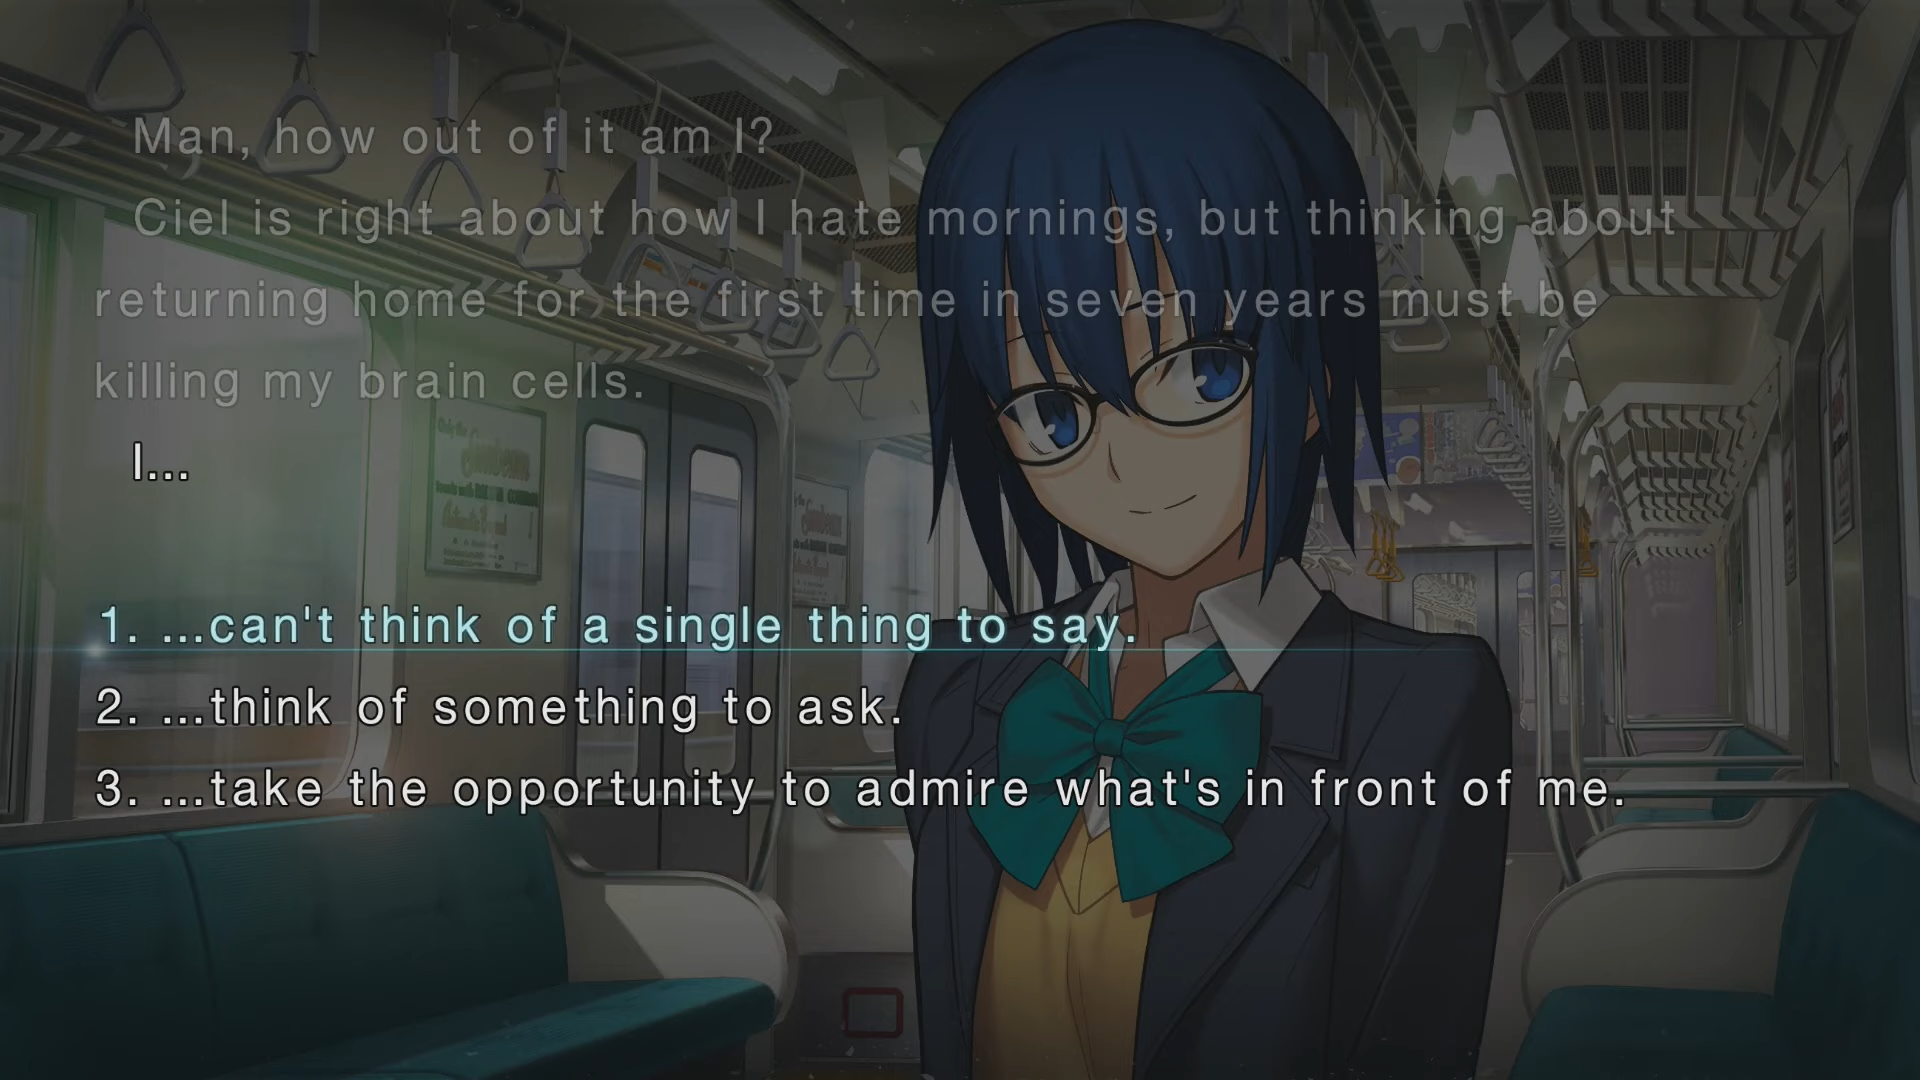 Man, how out of it am I?
Ciel is right about how I hate mornings, but thinking about
returning home for the first time in seven years must be
killing my brain cells.
I...
1. ...can't think of a single thing to say.
2. ...think of something to ask.
3. ...take the opportunity to admire what's in front of me.